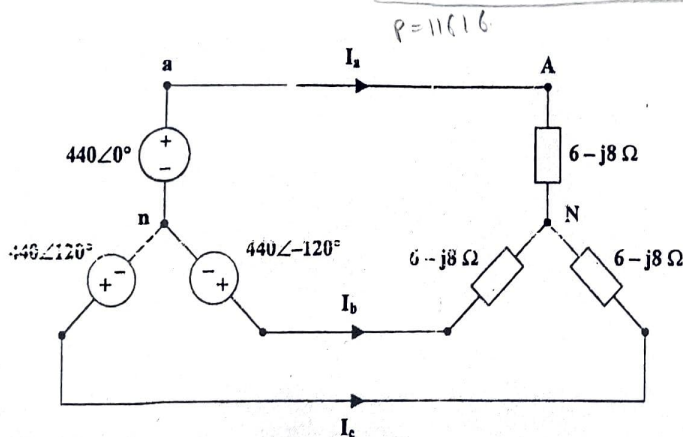 P=11616
I_a
a
A
440∠0°
+
−
6 – j8 Ω
n
N
440∠120°
440∠–120°
6 – j8 Ω
6 – j8 Ω
+ −
− +
I_b
I_c